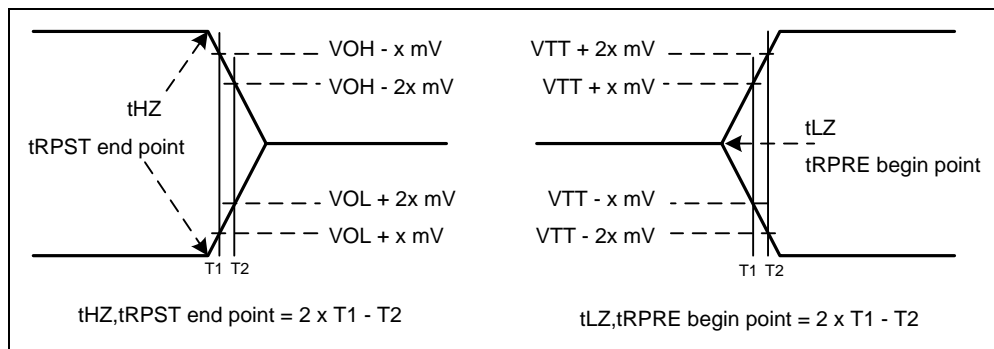 VOH - x mV
VOH - 2x mV
tHZ
tRPST end point
VOL + 2x mV
VOL + x mV
T1 T2
tHZ,tRPST end point = 2 x T1 - T2
VTT + 2x mV
VTT + x mV
tLZ
tRPRE begin point
VTT - x mV
VTT - 2x mV
T1 T2
tLZ,tRPRE begin point = 2 x T1 - T2